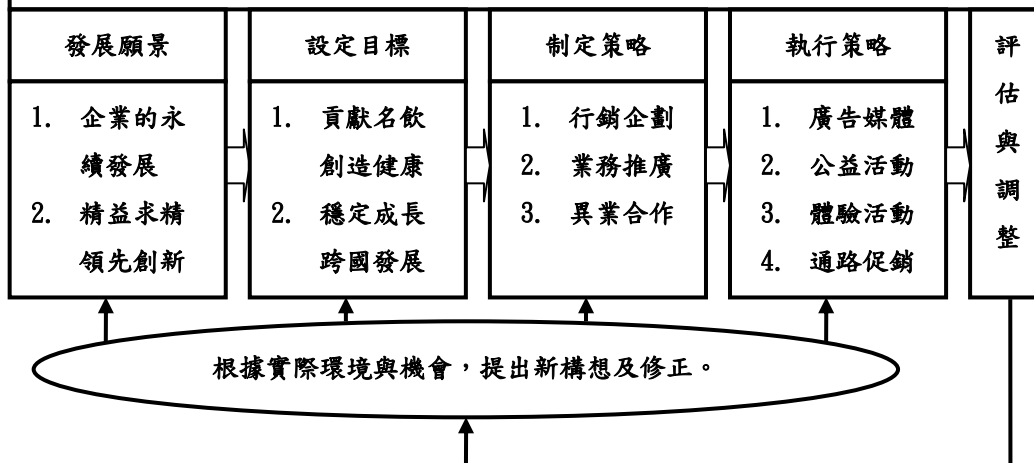 發展願景
1. 企業的永
續發展
2. 精益求精
領先創新
設定目標
1. 貢獻名飲
創造健康
2. 穩定成長
跨國發展
制定策略
1. 行銷企劃
2. 業務推廣
3. 異業合作
執行策略
1. 廣告媒體
2. 公益活動
3. 體驗活動
4. 通路促銷
評
估
與
調
整
根據實際環境與機會，提出新構想及修正。